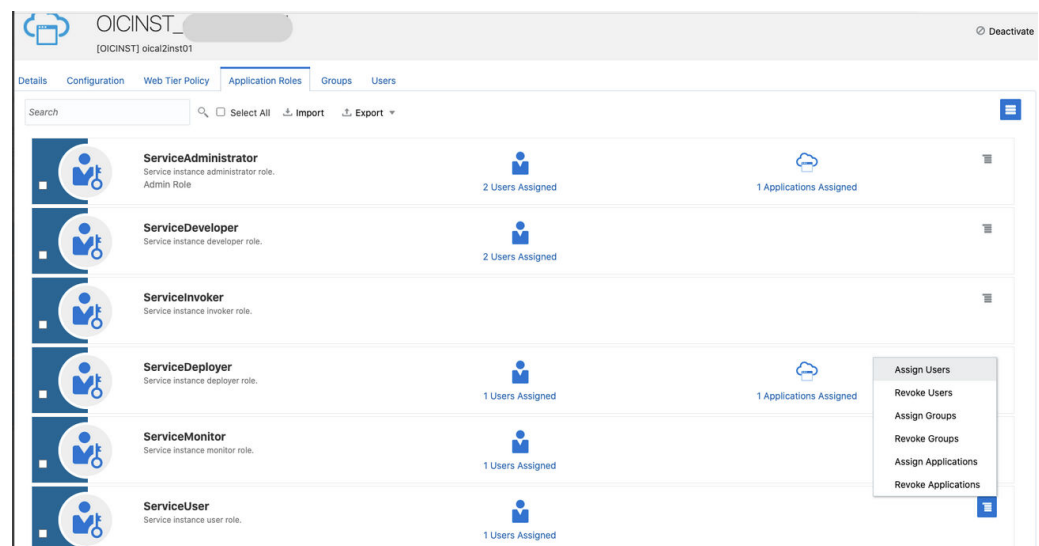 OICINST_
[OICINST] oical2inst01
Deactivate
Details Configuration Web Tier Policy Application Roles Groups Users
Search Select All Import Export
ServiceAdministrator
Service instance administrator role.
Admin Role
2 Users Assigned
1 Applications Assigned
ServiceDeveloper
Service instance developer role.
2 Users Assigned
ServiceInvoker
Service instance invoker role.
ServiceDeployer
Service instance deployer role.
1 Users Assigned
1 Applications Assigned
Assign Users
Revoke Users
Assign Groups
Revoke Groups
Assign Applications
Revoke Applications
ServiceMonitor
Service instance monitor role.
1 Users Assigned
ServiceUser
Service instance user role.
1 Users Assigned